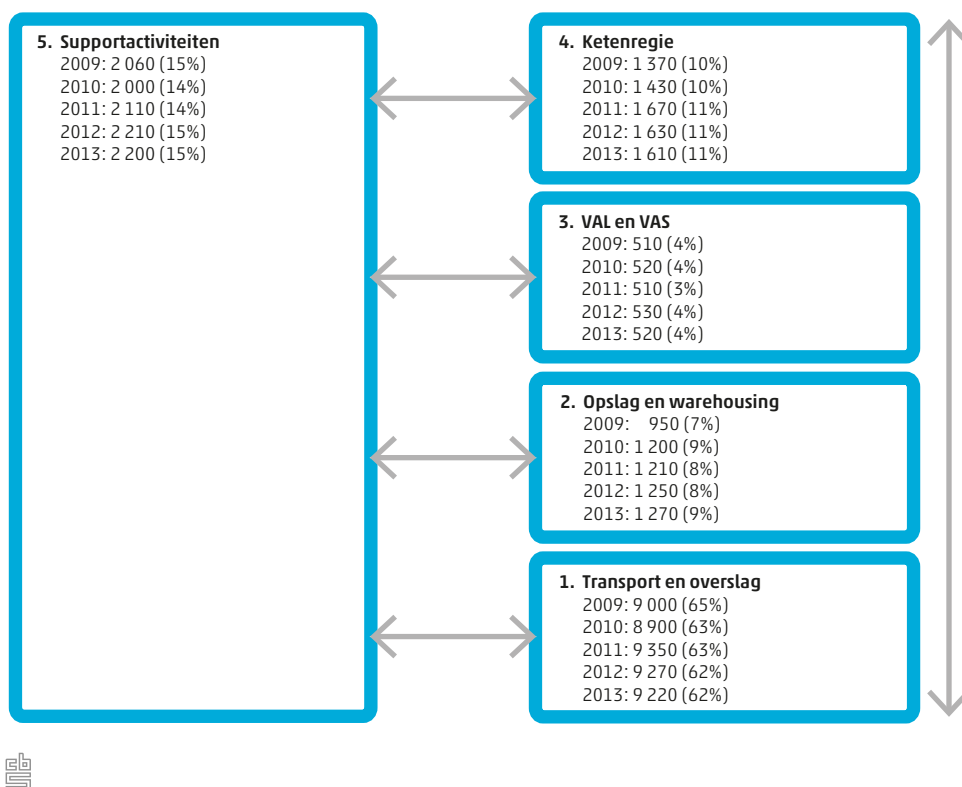 5. Supportactiviteiten
2009: 2 060 (15%)
2010: 2 000 (14%)
2011: 2 110 (14%)
2012: 2 210 (15%)
2013: 2 200 (15%)
4. Ketenregie
2009: 1 370 (10%)
2010: 1 430 (10%)
2011: 1 670 (11%)
2012: 1 630 (11%)
2013: 1 610 (11%)
3. VAL en VAS
2009: 510 (4%)
2010: 520 (4%)
2011: 510 (3%)
2012: 530 (4%)
2013: 520 (4%)
2. Opslag en warehousing
2009: 950 (7%)
2010: 1 200 (9%)
2011: 1 210 (8%)
2012: 1 250 (8%)
2013: 1 270 (9%)
1. Transport en overslag
2009: 9 000 (65%)
2010: 8 900 (63%)
2011: 9 350 (63%)
2012: 9 270 (62%)
2013: 9 220 (62%)